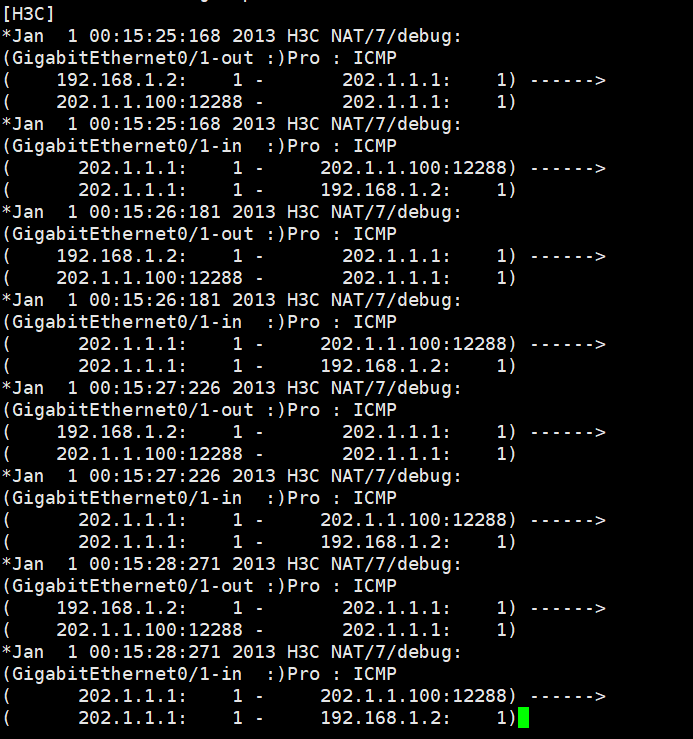 [H3C]
*Jan  1 00:15:25:168 2013 H3C NAT/7/debug:
(GigabitEthernet0/1-out :)Pro : ICMP
(    192.168.1.2:    1 -       202.1.1.1:    1) ------>
(    202.1.1.100:12288 -       202.1.1.1:    1)
*Jan  1 00:15:25:168 2013 H3C NAT/7/debug:
(GigabitEthernet0/1-in  :)Pro : ICMP
(      202.1.1.1:    1 -     202.1.1.100:12288) ------>
(      202.1.1.1:    1 -     192.168.1.2:    1)
*Jan  1 00:15:26:181 2013 H3C NAT/7/debug:
(GigabitEthernet0/1-out :)Pro : ICMP
(    192.168.1.2:    1 -       202.1.1.1:    1) ------>
(    202.1.1.100:12288 -       202.1.1.1:    1)
*Jan  1 00:15:26:181 2013 H3C NAT/7/debug:
(GigabitEthernet0/1-in  :)Pro : ICMP
(      202.1.1.1:    1 -     202.1.1.100:12288) ------>
(      202.1.1.1:    1 -     192.168.1.2:    1)
*Jan  1 00:15:27:226 2013 H3C NAT/7/debug:
(GigabitEthernet0/1-out :)Pro : ICMP
(    192.168.1.2:    1 -       202.1.1.1:    1) ------>
(    202.1.1.100:12288 -       202.1.1.1:    1)
*Jan  1 00:15:27:226 2013 H3C NAT/7/debug:
(GigabitEthernet0/1-in  :)Pro : ICMP
(      202.1.1.1:    1 -     202.1.1.100:12288) ------>
(      202.1.1.1:    1 -     192.168.1.2:    1)
*Jan  1 00:15:28:271 2013 H3C NAT/7/debug:
(GigabitEthernet0/1-out :)Pro : ICMP
(    192.168.1.2:    1 -       202.1.1.1:    1) ------>
(    202.1.1.100:12288 -       202.1.1.1:    1)
*Jan  1 00:15:28:271 2013 H3C NAT/7/debug:
(GigabitEthernet0/1-in  :)Pro : ICMP
(      202.1.1.1:    1 -     202.1.1.100:12288) ------>
(      202.1.1.1:    1 -     192.168.1.2:    1)